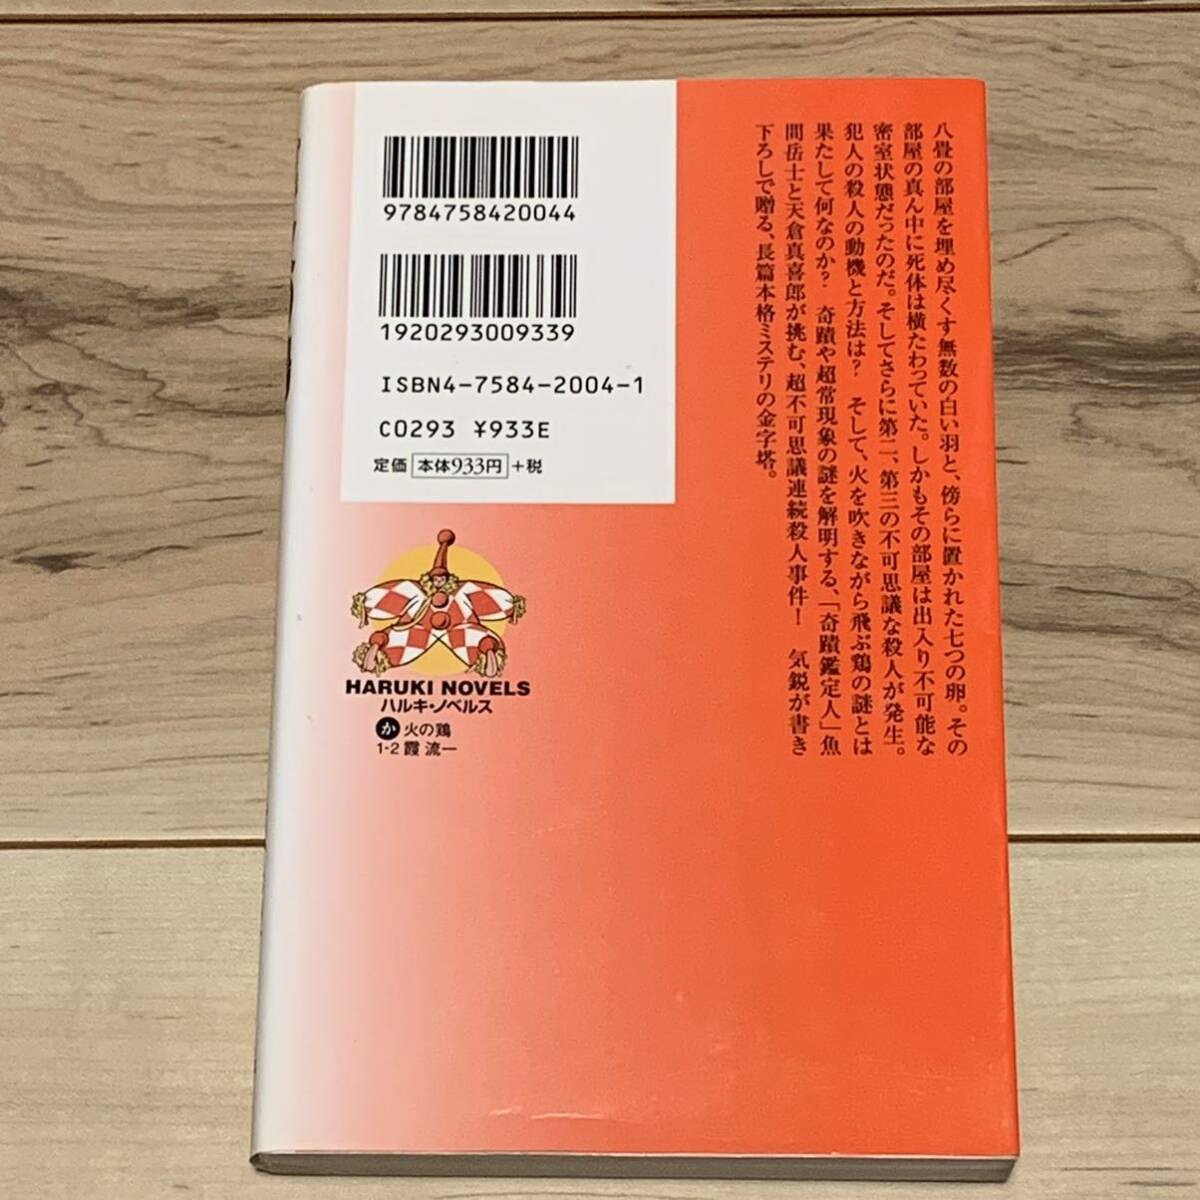 八畳の部屋を埋め尽くす無数の白い羽と、傍らに置かれた七つの卵。その
部屋の真ん中に死体は横たわっていた。しかもその部屋は出入り不可能な
密室状態だったのだ。そしてさらに第二、第三の不可思議な殺人が発生。
犯人の殺人の動機と方法は? そして、火を吹きながら飛ぶ鶏の謎とは
果たして何なのか? 奇蹟や超常現象の謎を解明する、「奇蹟鑑定人」魚
間岳士と天倉真喜郎が挑む、超不可思議連続殺人事件! 気鋭が書き
下ろしで贈る、長篇本格ミステリの金字塔。
9784758420044
1920293009339
ISBN4-7584-2004-1
C0293 ¥933E
定価 本体933円 +税
HARUKI NOVELS
ハルキ・ノベルス
か 火の鶏
1-2 霞 流一